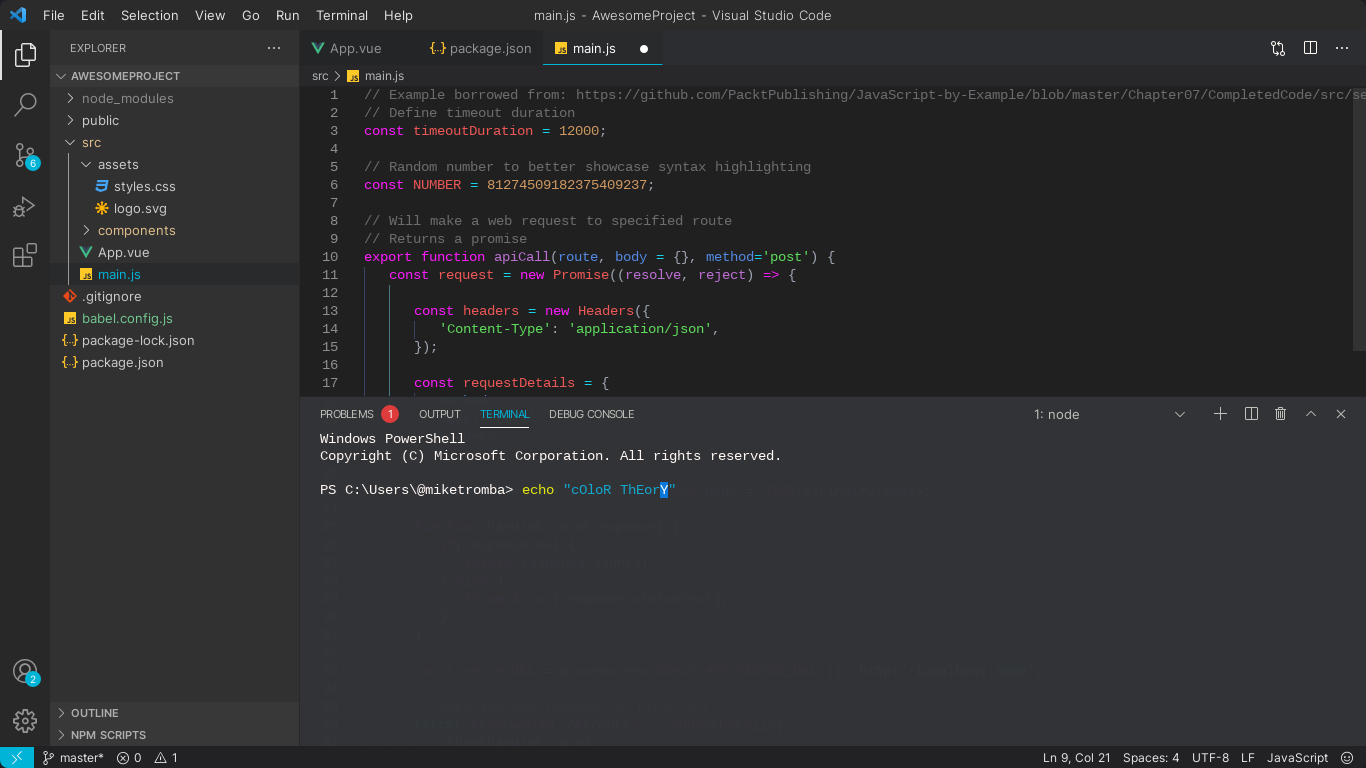 File Edit Selection View Go Run Terminal Help
main.js - AwesomeProject - Visual Studio Code
EXPLORER
AWESOMEPROJECT
node_modules
public
src
assets
styles.css
logo.svg
components
App.vue
main.js
.gitignore
babel.config.js
package-lock.json
package.json
OUTLINE
NPM SCRIPTS
6
2
App.vue {..} package.json JS main.js
src > JS main.js
1 // Example borrowed from: https://github.com/PacktPublishing/JavaScript-by-Example/blob/master/Chapter07/CompletedCode/src/se
2 // Define timeout duration
3 const timeoutDuration = 12000;
4
5 // Random number to better showcase syntax highlighting
6 const NUMBER = 81274509182375409237;
7
8 // Will make a web request to specified route
9 // Returns a promise
10 export function apiCall(route, body = {}, method='post') {
11 const request = new Promise((resolve, reject) => {
12
13 const headers = new Headers({
14 'Content-Type': 'application/json',
15 });
16
17 const requestDetails = {
PROBLEMS 1 OUTPUT TERMINAL DEBUG CONSOLE 1: node
Windows PowerShell
Copyright (C) Microsoft Corporation. All rights reserved.
PS C:\Users\@miketromba> echo "cOloR ThEorY"
master* 0 1 Ln 9, Col 21 Spaces: 4 UTF-8 LF JavaScript